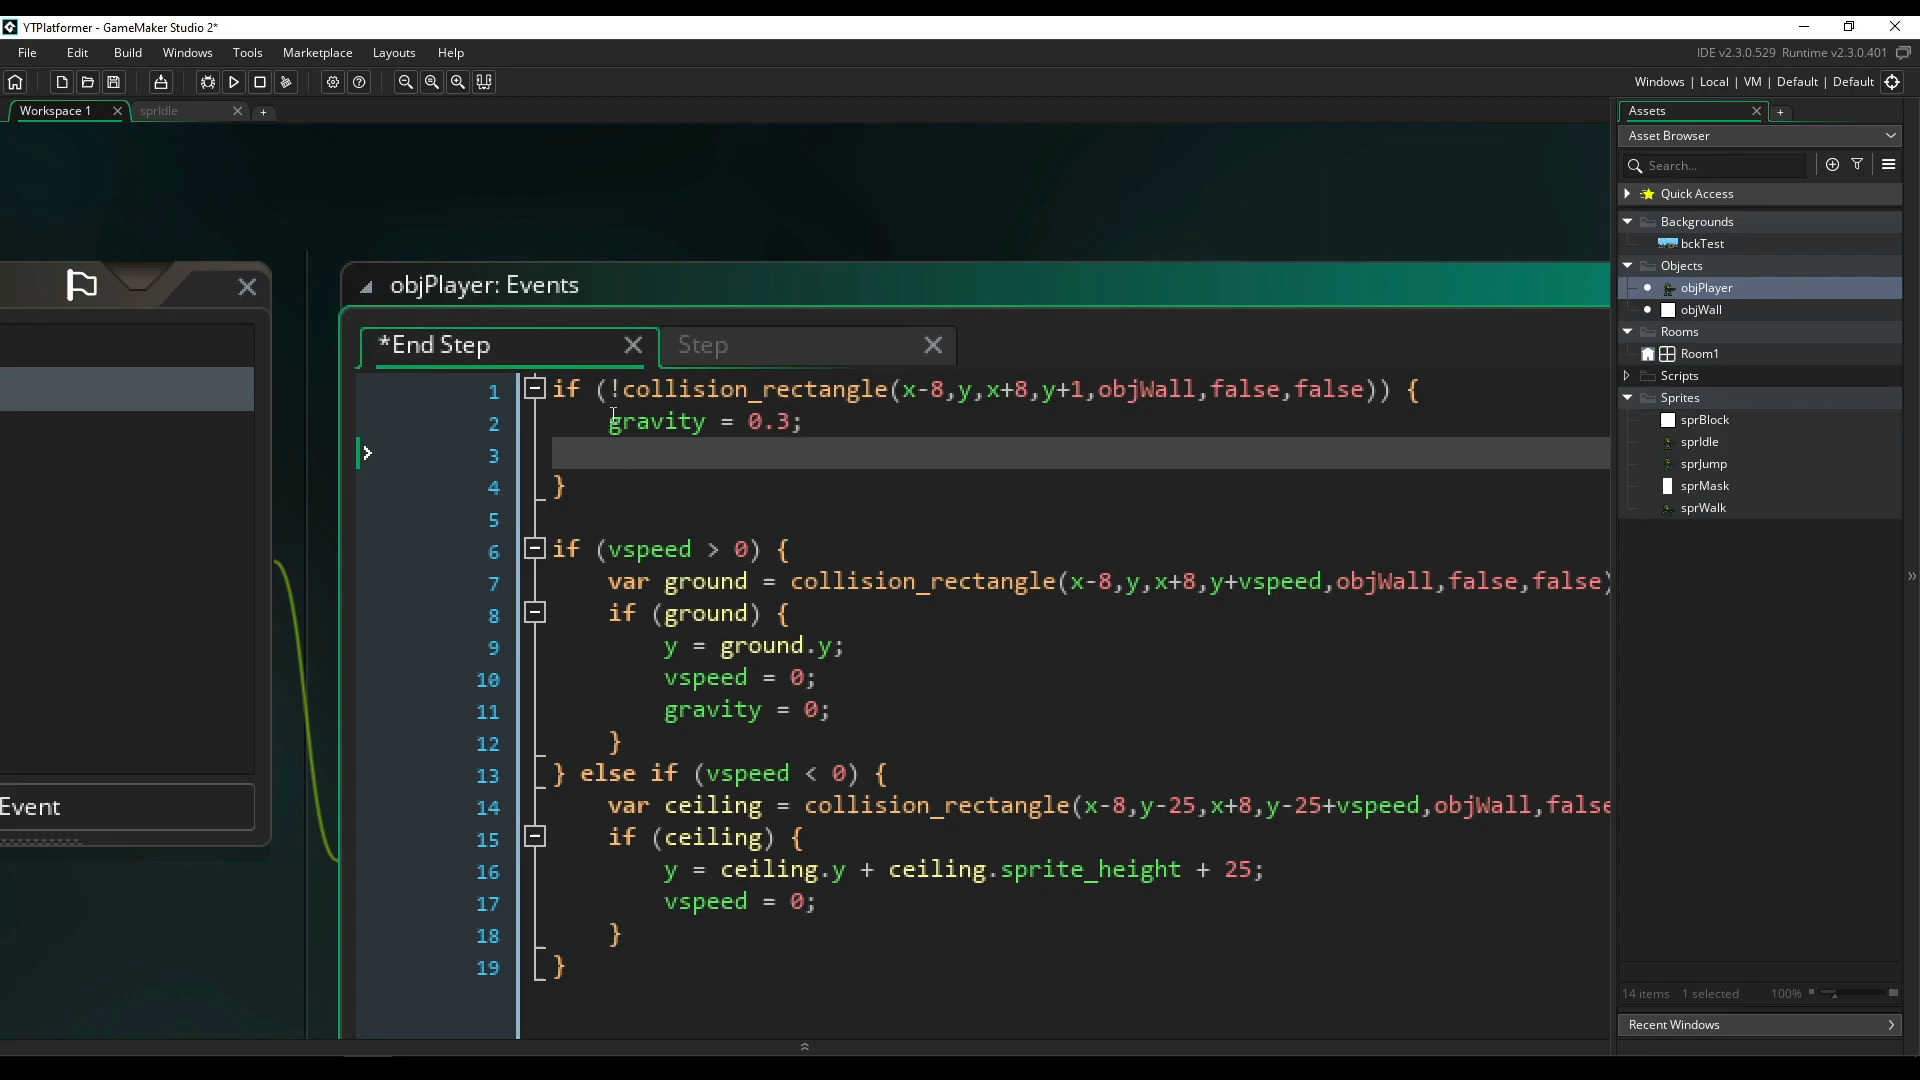 YTPlatformer - GameMaker Studio 2*
File Edit Build Windows Tools Marketplace Layouts Help
IDE v2.3.0.529 Runtime v2.3.0.401
Windows | Local | VM | Default | Default
Workspace 1
sprIdle
+
Assets
+
Asset Browser
Search...
Quick Access
Backgrounds
bckTest
Objects
objPlayer
objWall
Rooms
Room1
Scripts
Sprites
sprBlock
sprIdle
sprJump
sprMask
sprWalk
objPlayer: Events
*End Step
Step
1 if (!collision_rectangle(x-8,y,x+8,y+1,objWall,false,false)) {
2 gravity = 0.3;
3
4 }
5
6 if (vspeed > 0) {
7 var ground = collision_rectangle(x-8,y,x+8,y+vspeed,objWall,false,false)
8 if (ground) {
9 y = ground.y;
10 vspeed = 0;
11 gravity = 0;
12 }
13 } else if (vspeed < 0) {
14 var ceiling = collision_rectangle(x-8,y-25,x+8,y-25+vspeed,objWall,false
15 if (ceiling) {
16 y = ceiling.y + ceiling.sprite_height + 25;
17 vspeed = 0;
18 }
19 }
Event
14 items 1 selected 100%
Recent Windows